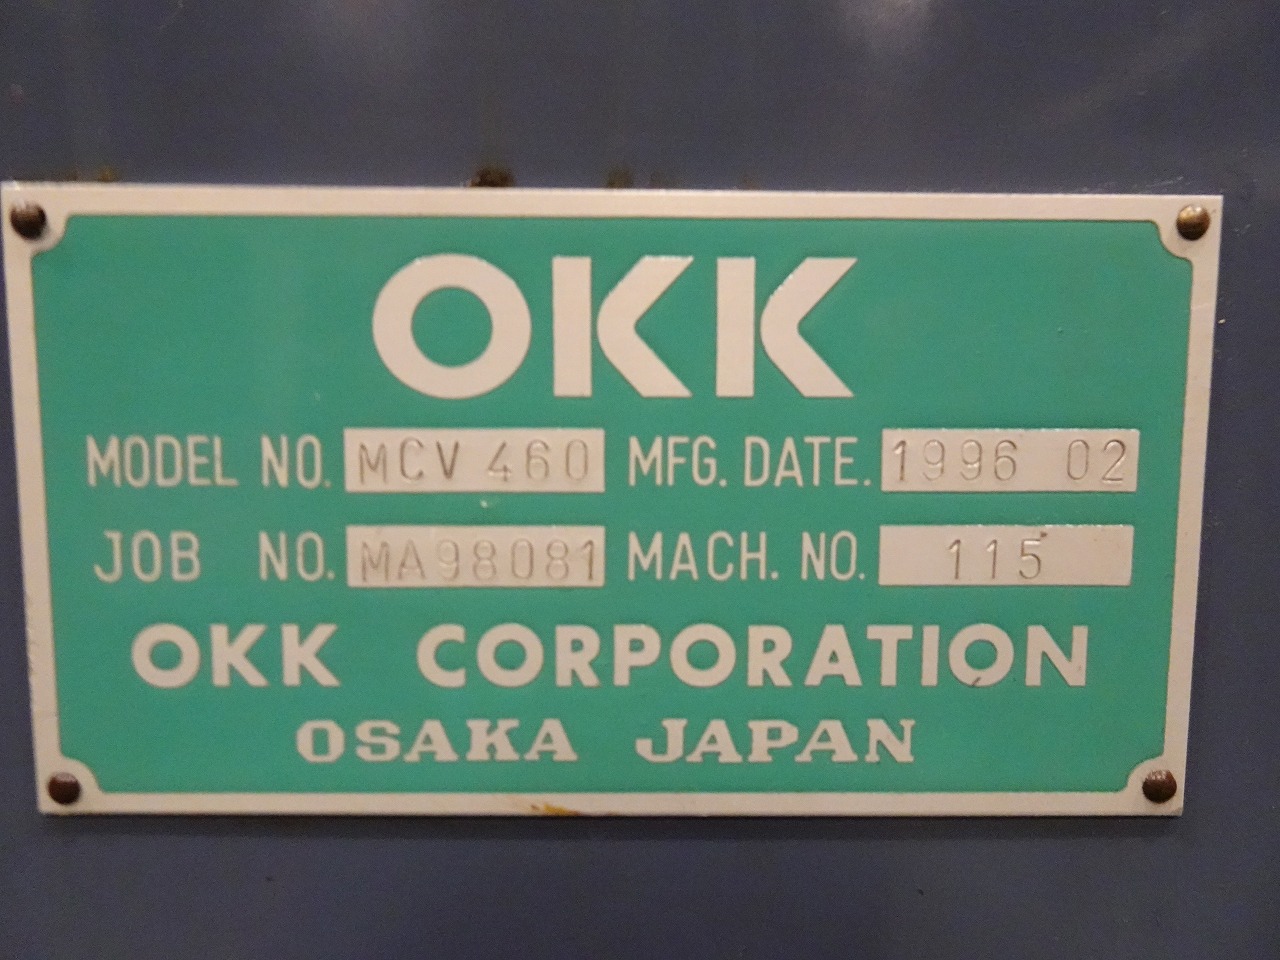 OKK
MODEL NO. MCV 460 MFG. DATE. 1996 02
JOB NO. MA98081 MACH. NO. 115
OKK CORPORATION
OSAKA JAPAN